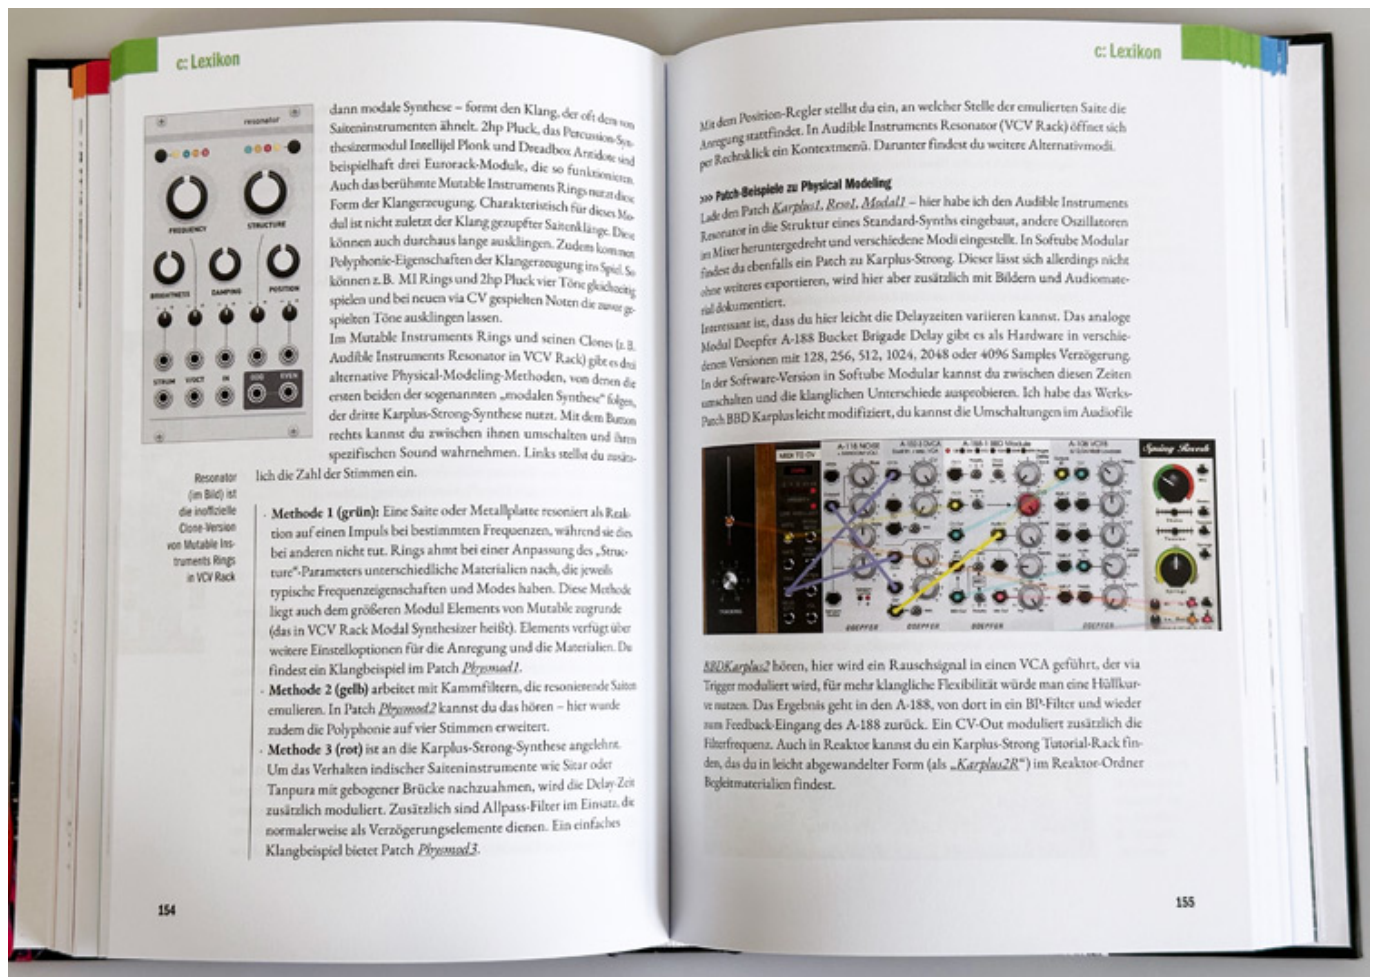 c: Lexikon
resonator
FREQUENCY
STRUCTURE
BRIGHTNESS
DAMPING
POSITION
STRUM
V/OCT
IN
ODD
EVEN
dann modale Synthese – formt den Klang, der oft dem von
Saiteninstrumenten ähnelt. 2hp Pluck, das Percussion-Syn-
thesizermodul Intellijel Plonk und Dreadbox Antidote sind
beispielhaft drei Eurorack-Module, die so funktionieren.
Auch das berühmte Mutable Instruments Rings nutzt diese
Form der Klangerzeugung. Charakteristisch für dieses Mo-
dul ist nicht zuletzt der Klang gezupfter Saitenklänge. Diese
können auch durchaus lange ausklingen. Zudem kommen
Polyphonie-Eigenschaften der Klangerzeugung ins Spiel. So
können z. B. MI Rings und 2hp Pluck vier Töne gleichzeitig
spielen und bei neuen via CV gespielten Noten die zuvor ge-
spielten Töne ausklingen lassen.
Im Mutable Instruments Rings und seinen Clones (z. B.
Audible Instruments Resonator in VCV Rack) gibt es drei
alternative Physical-Modeling-Methoden, von denen die
ersten beiden der sogenannten „modalen Synthese“ folgen,
der dritte Karplus-Strong-Synthese nutzt. Mit dem Button
rechts kannst du zwischen ihnen umschalten und ihren
spezifischen Sound wahrnehmen. Links stellst du zusätz-
lich die Zahl der Stimmen ein.
Resonator
(im Bild) ist
die inoffizielle
Clone-Version
von Mutable Ins-
truments Rings
in VCV Rack
· Methode 1 (grün): Eine Saite oder Metallplatte resoniert als Reak-
tion auf einen Impuls bei bestimmten Frequenzen, während sie dies
bei anderen nicht tut. Rings ahmt bei einer Anpassung des „Struc-
ture“-Parameters unterschiedliche Materialien nach, die jeweils
typische Frequenzeigenschaften und Modes haben. Diese Methode
liegt auch dem größeren Modul Elements von Mutable zugrunde
(das in VCV Rack Modal Synthesizer heißt). Elements verfügt über
weitere Einstelloptionen für die Anregung und die Materialien. Du
findest ein Klangbeispiel im Patch Physmod1.
· Methode 2 (gelb) arbeitet mit Kammfiltern, die resonierende Saiten
emulieren. In Patch Physmod2 kannst du das hören – hier wurde
zudem die Polyphonie auf vier Stimmen erweitert.
· Methode 3 (rot) ist an die Karplus-Strong-Synthese angelehnt.
Um das Verhalten indischer Saiteninstrumente wie Sitar oder
Tanpura mit gebogener Brücke nachzuahmen, wird die Delay-Zeit
zusätzlich moduliert. Zusätzlich sind Allpass-Filter im Einsatz, die
normalerweise als Verzögerungselemente dienen. Ein einfaches
Klangbeispiel bietet Patch Physmod3.
154
c: Lexikon
Mit dem Position-Regler stellst du ein, an welcher Stelle der emulierten Saite die
Anregung stattfindet. In Audible Instruments Resonator (VCV Rack) öffnet sich
per Rechtsklick ein Kontextmenü. Darunter findest du weitere Alternativmodi.
>>> Patch-Beispiele zu Physical Modeling
Lade den Patch Karplus1, Reso1, Modal1 – hier habe ich den Audible Instruments
Resonator in die Struktur eines Standard-Synths eingebaut, andere Oszillatoren
im Mixer heruntergedreht und verschiedene Modi eingestellt. In Softube Modular
findest du ebenfalls ein Patch zu Karplus-Strong. Dieser lässt sich allerdings nicht
ohne weiteres exportieren, wird hier aber zusätzlich mit Bildern und Audiomate-
rial dokumentiert.
Interessant ist, dass du hier leicht die Delayzeiten variieren kannst. Das analoge
Modul Doepfer A-188 Bucket Brigade Delay gibt es als Hardware in verschie-
denen Versionen mit 128, 256, 512, 1024, 2048 oder 4096 Samples Verzögerung.
In der Software-Version in Softube Modular kannst du zwischen diesen Zeiten
umschalten und die klanglichen Unterschiede ausprobieren. Ich habe das Werks-
Patch BBD Karplus leicht modifiziert, du kannst die Umschaltungen im Audiofile
MIDI TO CV
A-118 NOISE
A-188-1 BBD Module
Spring Reverb
DOEPFER
DOEPFER
DOEPFER
DOEPFER
BBDKarplus2 hören, hier wird ein Rauschsignal in einen VCA geführt, der via
Trigger moduliert wird, für mehr klangliche Flexibilität würde man eine Hüllkur-
ve nutzen. Das Ergebnis geht in den A-188, von dort in ein BP-Filter und wieder
zum Feedback-Eingang des A-188 zurück. Ein CV-Out moduliert zusätzlich die
Filterfrequenz. Auch in Reaktor kannst du ein Karplus-Strong Tutorial-Rack fin-
den, das du in leicht abgewandelter Form (als „Karplus2R“) im Reaktor-Ordner
Begleitmaterialien findest.
155